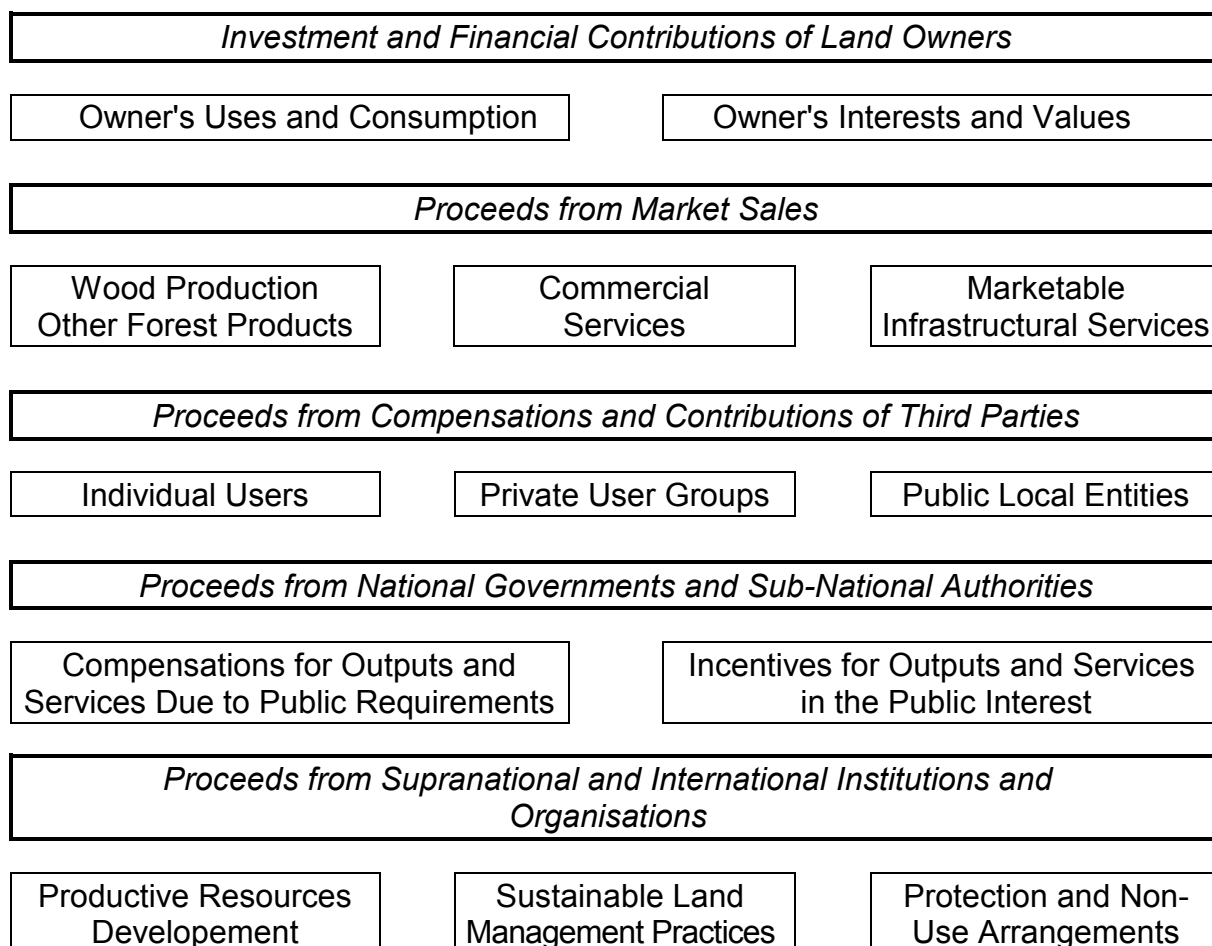 Investment and Financial Contributions of Land Owners
Owner's Uses and Consumption
Owner's Interests and Values
Proceeds from Market Sales
Wood Production
Other Forest Products
Commercial
Services
Marketable
Infrastructural Services
Proceeds from Compensations and Contributions of Third Parties
Individual Users
Private User Groups
Public Local Entities
Proceeds from National Governments and Sub-National Authorities
Compensations for Outputs and
Services Due to Public Requirements
Incentives for Outputs and Services
in the Public Interest
Proceeds from Supranational and International Institutions and
Organisations
Productive Resources
Developement
Sustainable Land
Management Practices
Protection and Non-
Use Arrangements